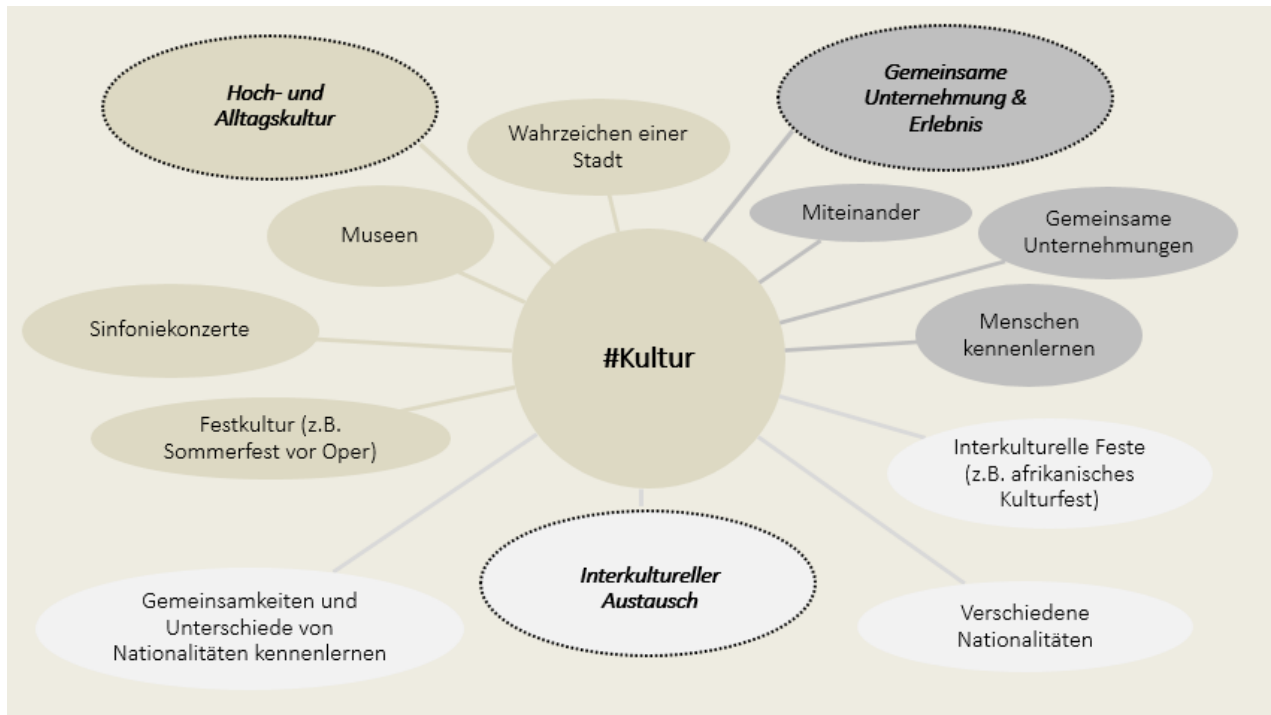 Hoch- und
Alltagskultur
Gemeinsame
Unternehmung &
Erlebnis
Wahrzeichen einer
Stadt
Museen
Miteinander
Gemeinsame
Unternehmungen
Sinfoniekonzerte
#Kultur
Menschen
kennenlernen
Festkultur (z.B.
Sommerfest vor Oper)
Interkulturelle Feste
(z.B. afrikanisches
Kulturfest)
Interkultureller
Austausch
Gemeinsamkeiten und
Unterschiede von
Nationalitäten kennenlernen
Verschiedene
Nationalitäten